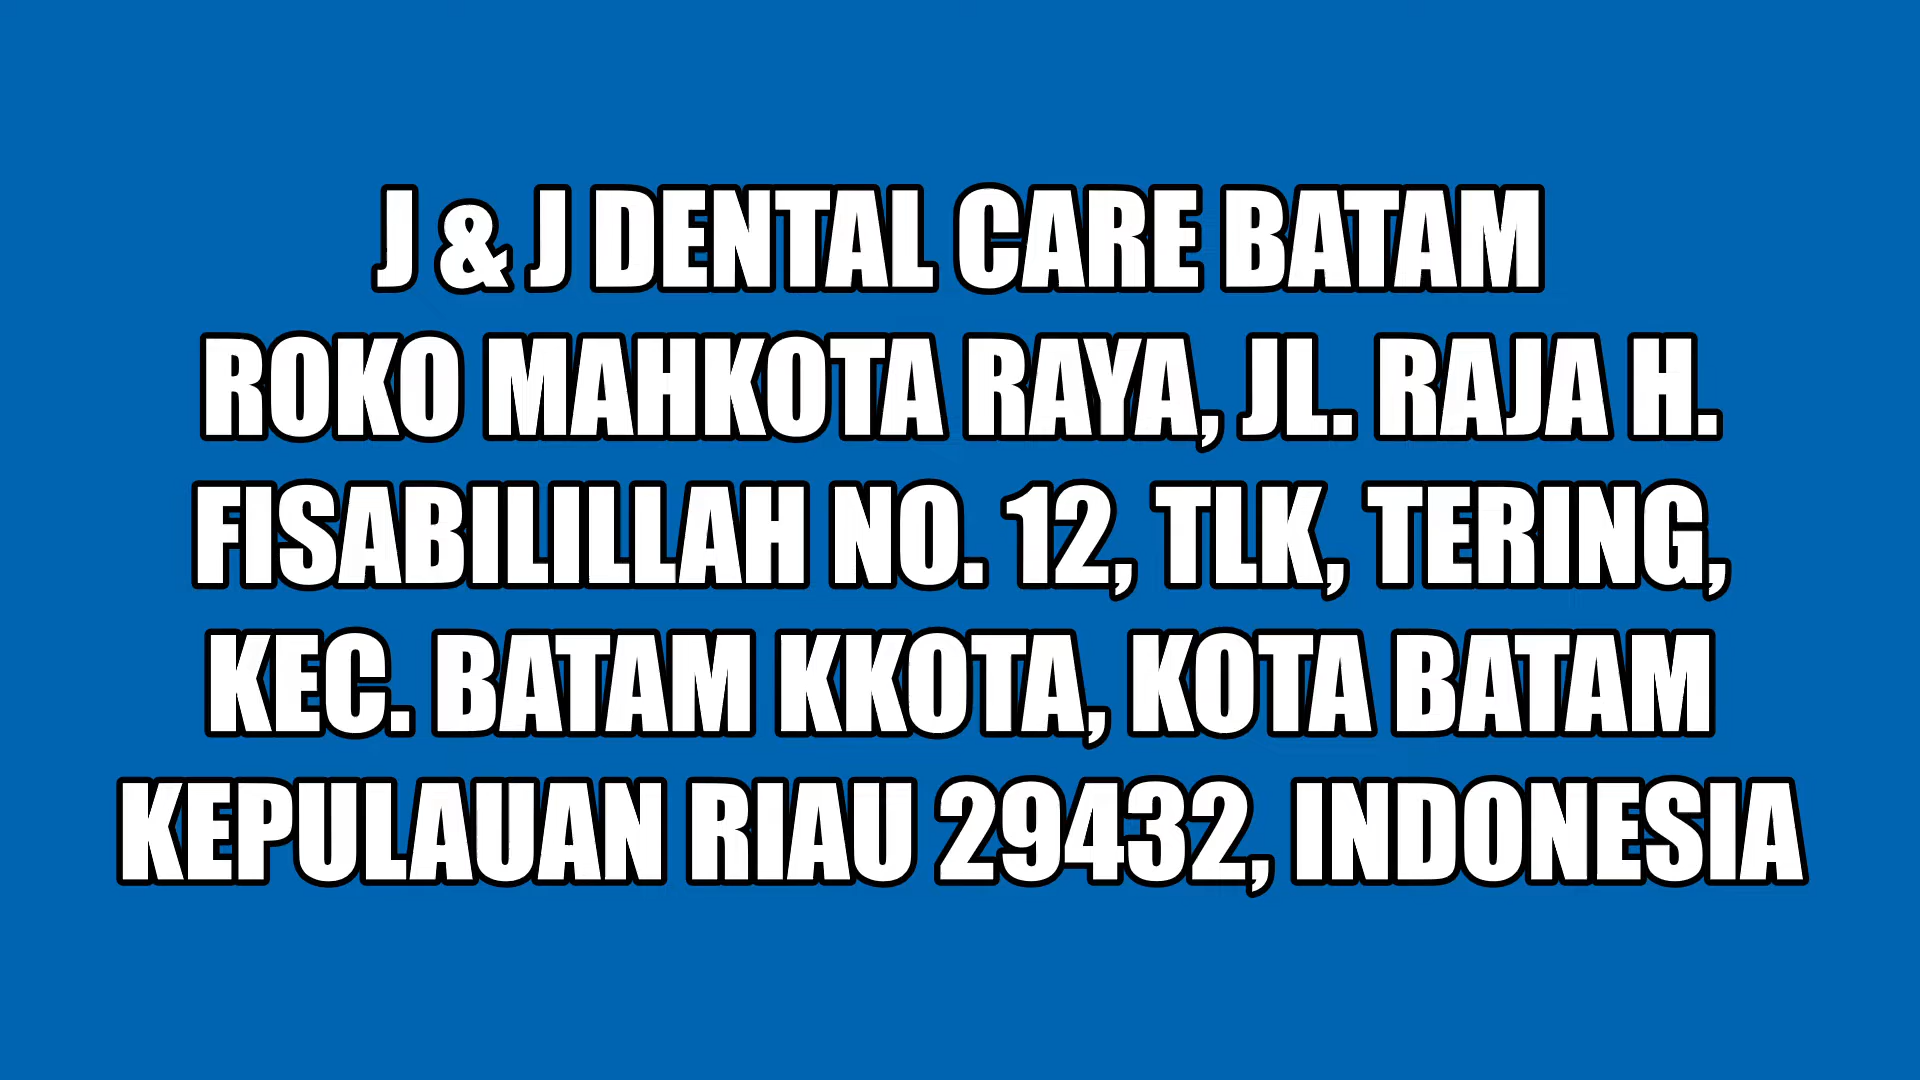 J & J DENTAL CARE BATAM
ROKO MAHKOTA RAYA, JL. RAJA H.
FISABILILLAH NO. 12, TLK, TERING,
KEC. BATAM KKOTA, KOTA BATAM
KEPULAUAN RIAU 29432, INDONESIA